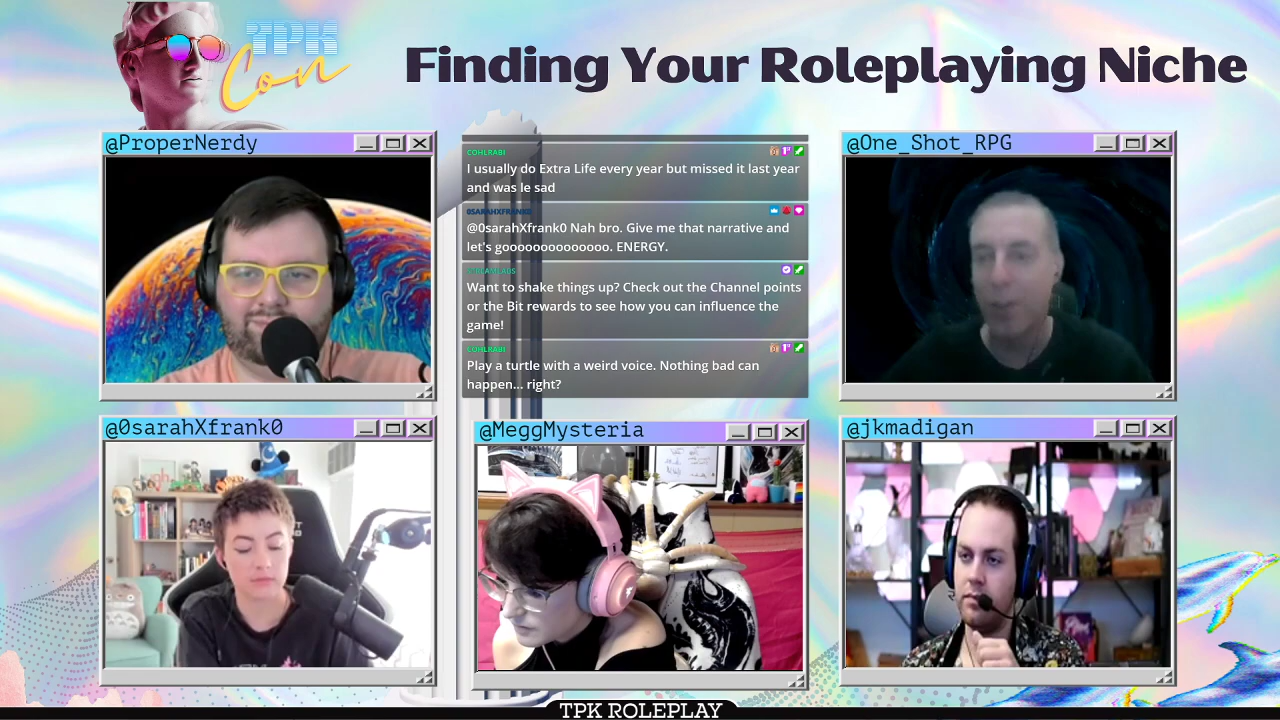 TPK
Con
Finding Your Roleplaying Niche
@ProperNerdy
COHLRABI
I usually do Extra Life every year but missed it last year
and was le sad
0SARAHXFRANK0
@0sarahXfrank0 Nah bro. Give me that narrative and
let's goooooooooooooo. ENERGY.
Want to shake things up? Check out the Channel points
or the Bit rewards to see how you can influence the
game!
COHLRABI
Play a turtle with a weird voice. Nothing bad can
happen... right?
@One_Shot_RPG
@0sarahXfrank0
@MeggMysteria
@jkmadigan
TPK ROLEPLAY